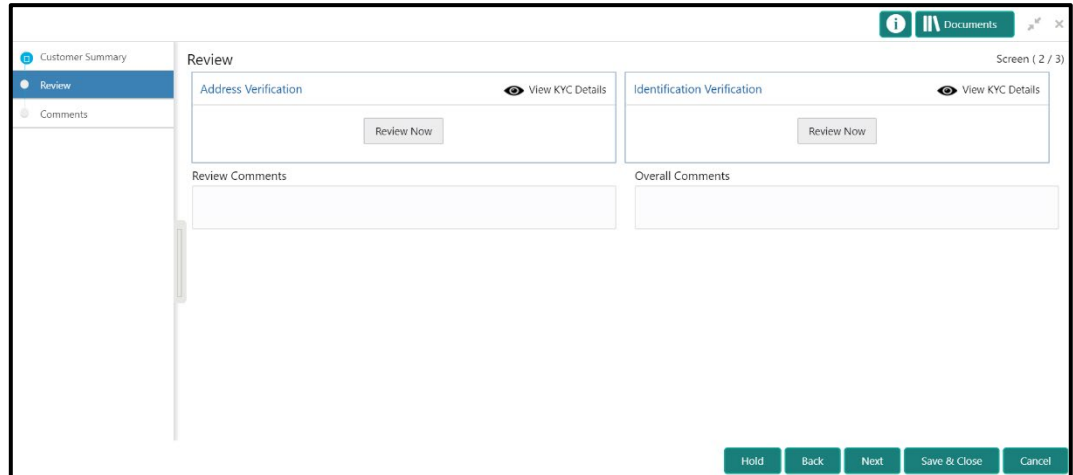 Documents
Customer Summary
Review
Comments
Review
Screen ( 2 / 3)
Address Verification
View KYC Details
Review Now
Identification Verification
View KYC Details
Review Now
Review Comments
Overall Comments
Hold
Back
Next
Save & Close
Cancel